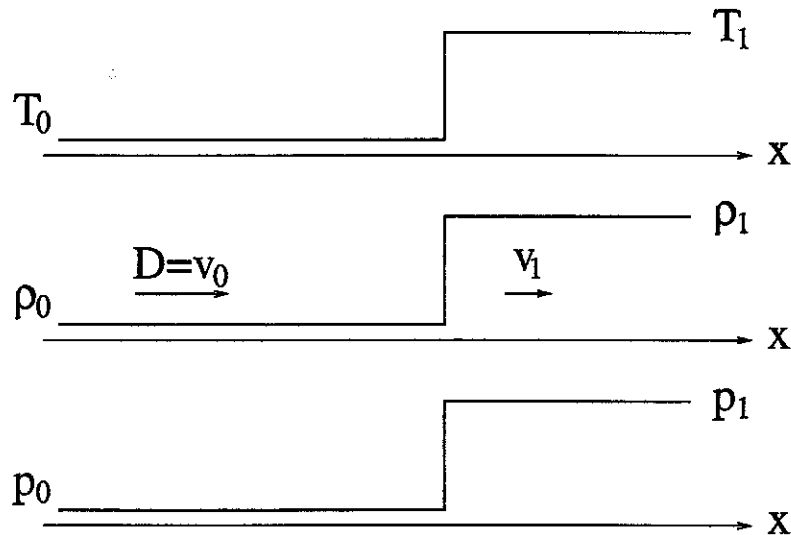 T₁
T₀
x
ρ₁
D=v₀ v₁
ρ₀
x
p₁
p₀
x